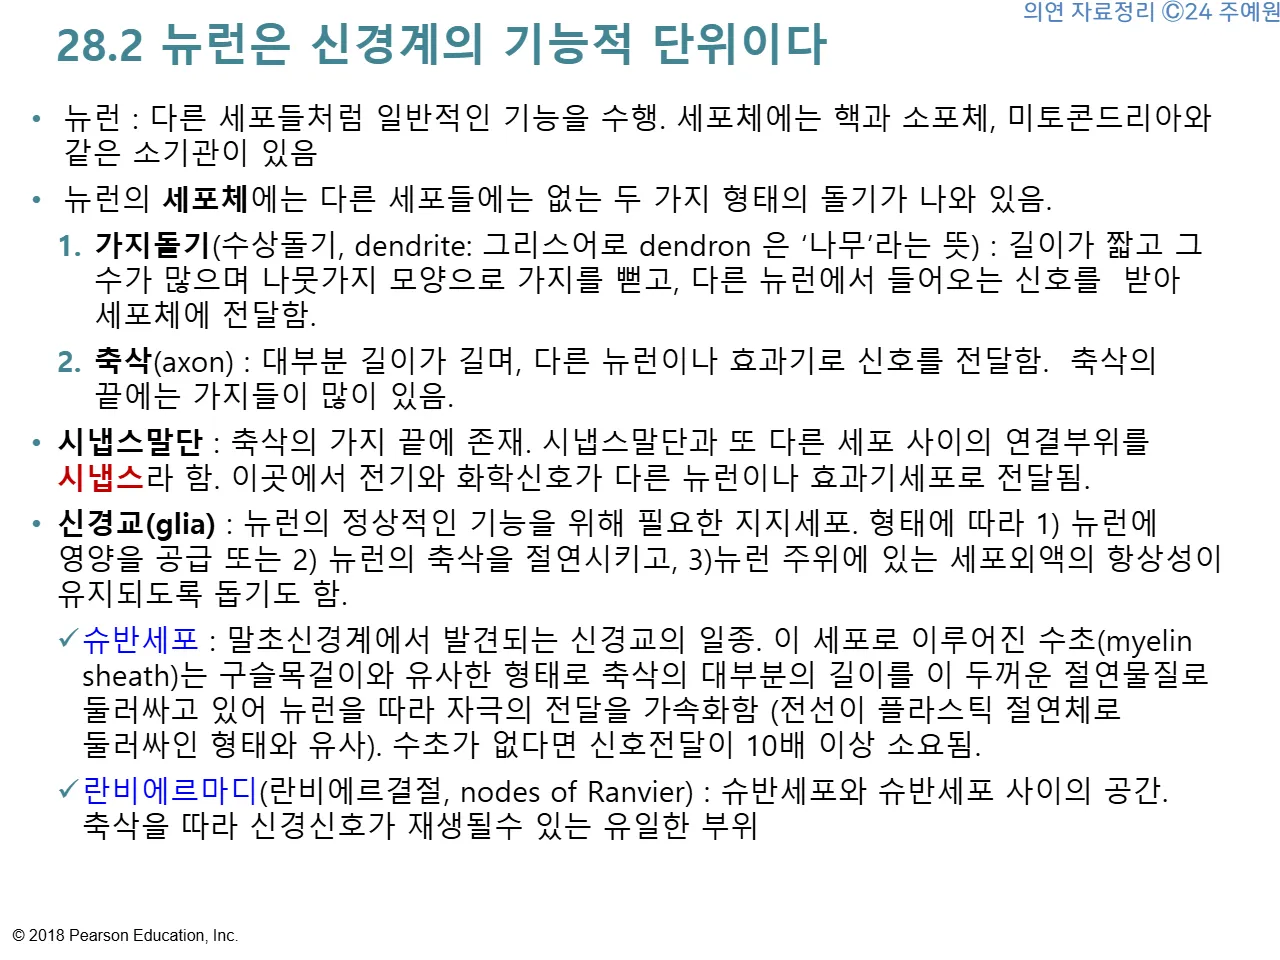 의연 자료정리 Ⓒ24 주예원
28.2 뉴런은 신경계의 기능적 단위이다
• 뉴런 : 다른 세포들처럼 일반적인 기능을 수행. 세포체에는 핵과 소포체, 미토콘드리아와
같은 소기관이 있음
• 뉴런의 세포체에는 다른 세포들에는 없는 두 가지 형태의 돌기가 나와 있음.
1. 가지돌기(수상돌기, dendrite: 그리스어로 dendron 은 ‘나무’라는 뜻) : 길이가 짧고 그
수가 많으며 나뭇가지 모양으로 가지를 뻗고, 다른 뉴런에서 들어오는 신호를 받아
세포체에 전달함.
2. 축삭(axon) : 대부분 길이가 길며, 다른 뉴런이나 효과기로 신호를 전달함. 축삭의
끝에는 가지들이 많이 있음.
• 시냅스말단 : 축삭의 가지 끝에 존재. 시냅스말단과 또 다른 세포 사이의 연결부위를
시냅스라 함. 이곳에서 전기와 화학신호가 다른 뉴런이나 효과기세포로 전달됨.
• 신경교(glia) : 뉴런의 정상적인 기능을 위해 필요한 지지세포. 형태에 따라 1) 뉴런에
영양을 공급 또는 2) 뉴런의 축삭을 절연시키고, 3)뉴런 주위에 있는 세포외액의 항상성이
유지되도록 돕기도 함.
✓슈반세포 : 말초신경계에서 발견되는 신경교의 일종. 이 세포로 이루어진 수초(myelin
sheath)는 구슬목걸이와 유사한 형태로 축삭의 대부분의 길이를 이 두꺼운 절연물질로
둘러싸고 있어 뉴런을 따라 자극의 전달을 가속화함 (전선이 플라스틱 절연체로
둘러싸인 형태와 유사). 수초가 없다면 신호전달이 10배 이상 소요됨.
✓란비에르마디(란비에르결절, nodes of Ranvier) : 슈반세포와 슈반세포 사이의 공간.
축삭을 따라 신경신호가 재생될수 있는 유일한 부위
© 2018 Pearson Education, Inc.